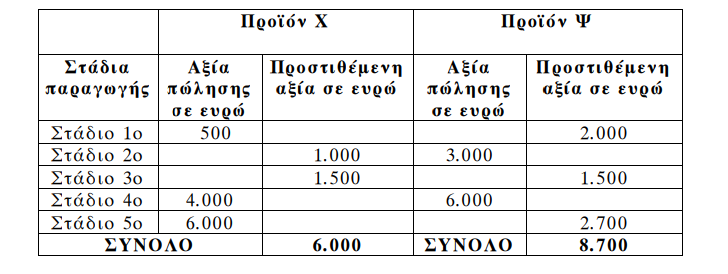 Προϊόν Χ Προϊόν Ψ
Στάδια Αξία Προστιθέμενη Αξία Προστιθέμενη
παραγωγής πώλησης αξία σε ευρώ πώλησης αξία σε ευρώ
σε ευρώ σε ευρώ
Στάδιο 1ο 500 2.000
Στάδιο 2ο 1.000 3.000
Στάδιο 3ο 1.500 1.500
Στάδιο 4ο 4.000 6.000
Στάδιο 5ο 6.000 2.700
ΣΥΝΟΛΟ 6.000 ΣΥΝΟΛΟ 8.700